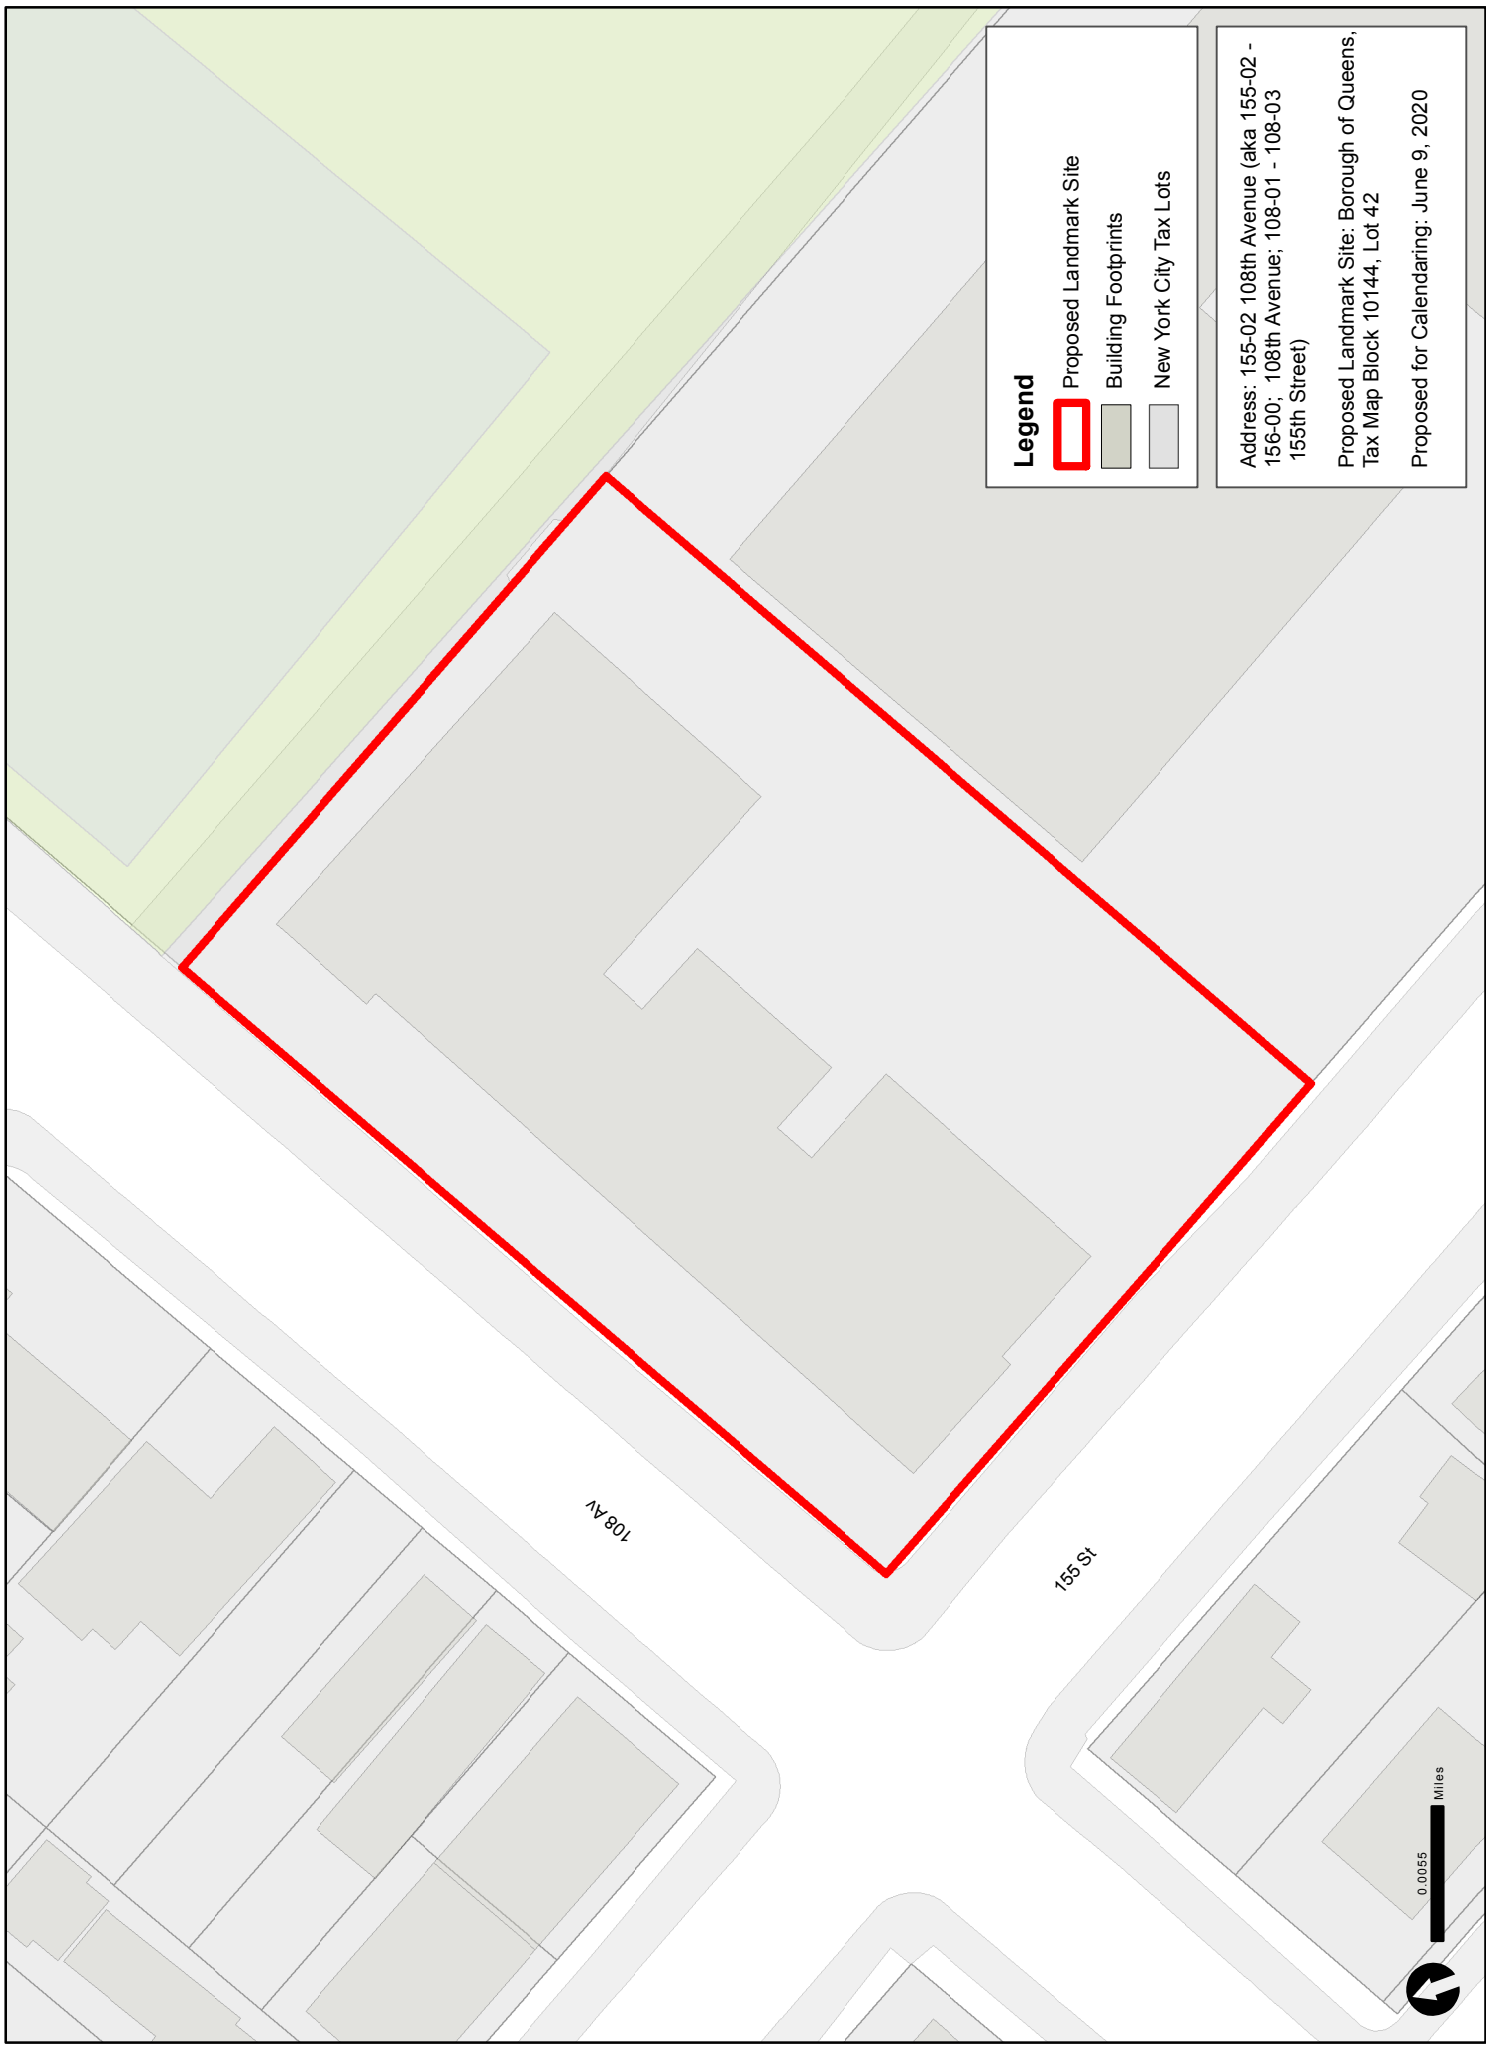 108 Av
155 St
Legend
Proposed Landmark Site
Building Footprints
New York City Tax Lots
Address: 155-02 108th Avenue (aka 155-02 -
156-00; 108th Avenue; 108-01 - 108-03
155th Street)
Proposed Landmark Site: Borough of Queens,
Tax Map Block 10144, Lot 42
Proposed for Calendaring: June 9, 2020
0.0055
Miles